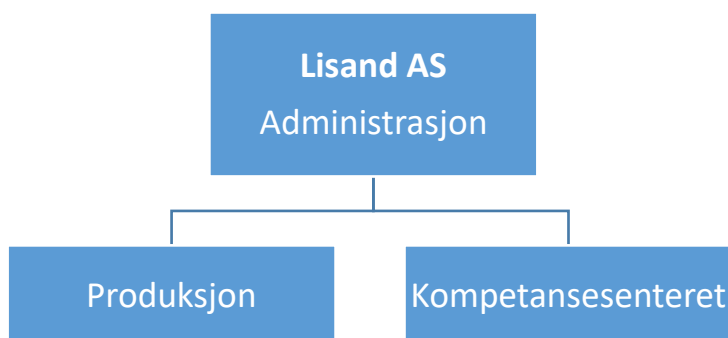 Lisand AS
Administrasjon
Produksjon
Kompetansesenteret